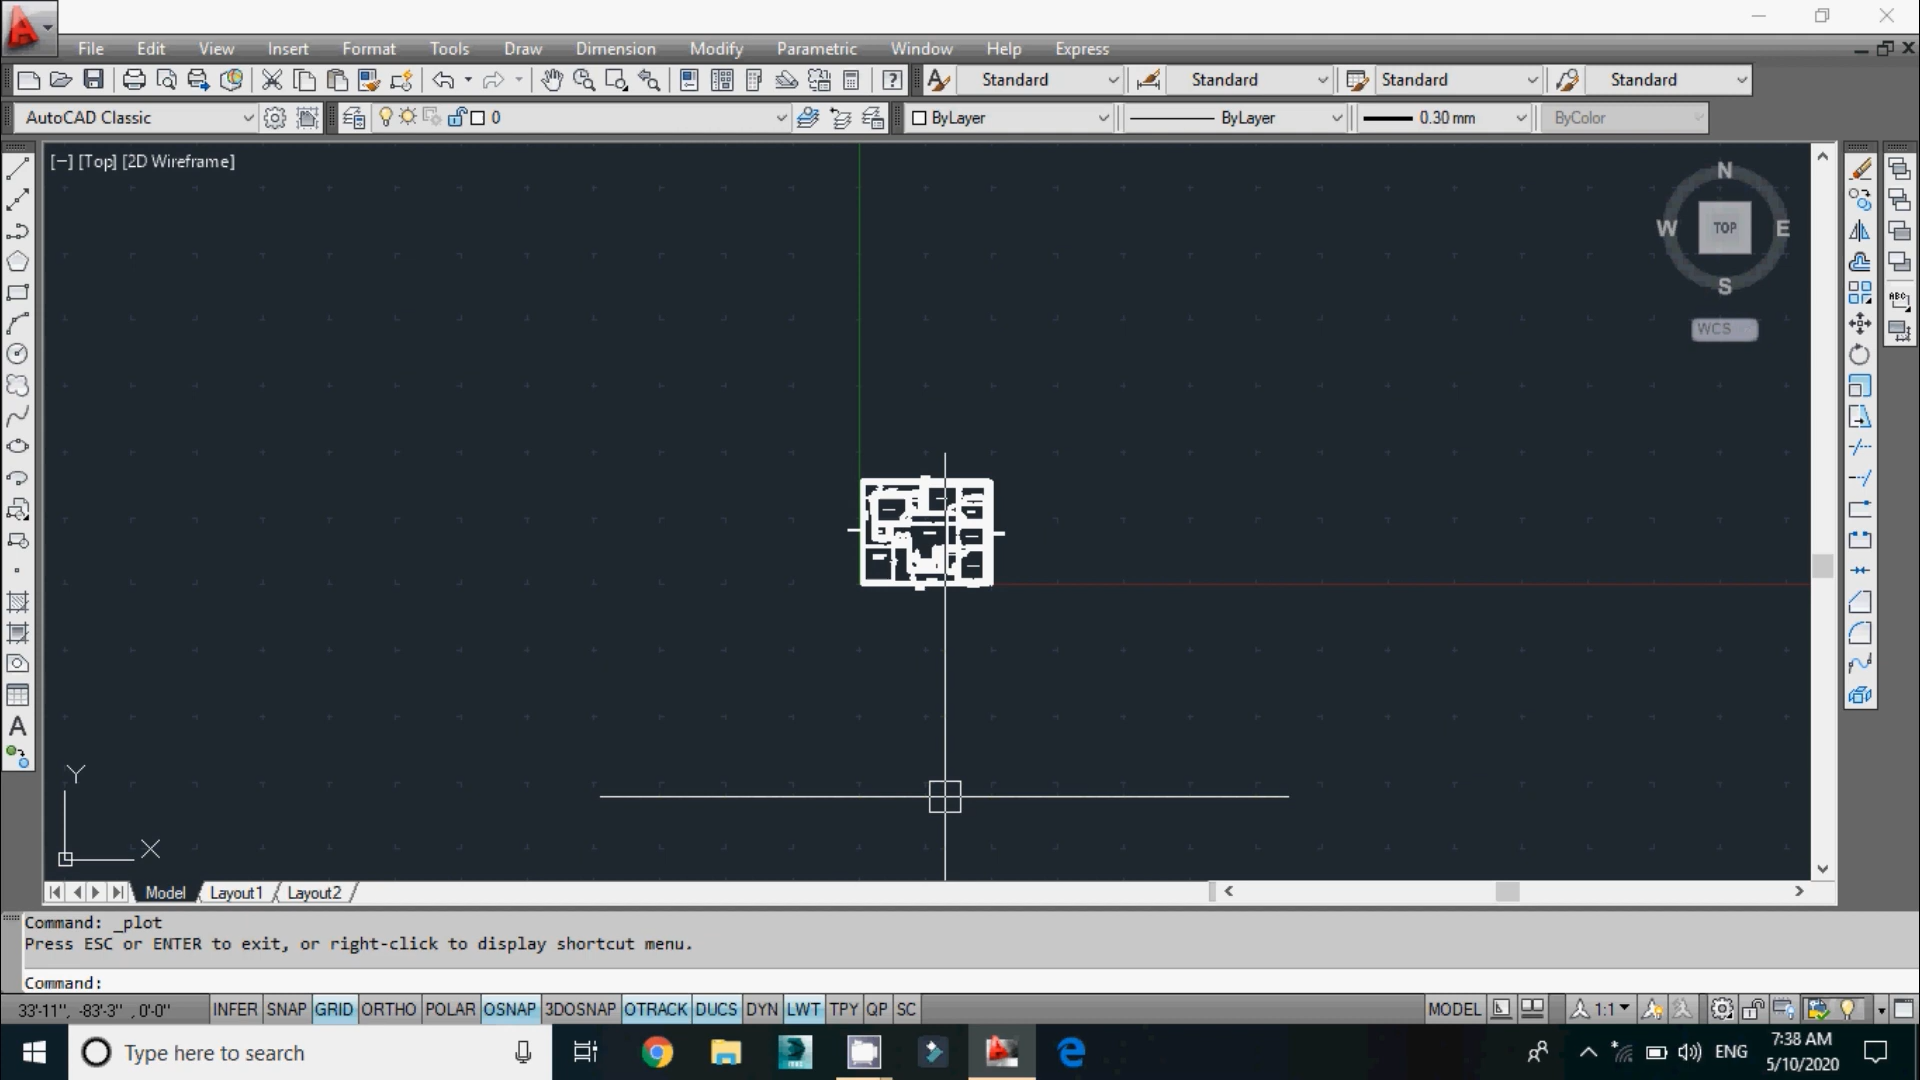 File Edit View Insert Format Tools Draw Dimension Modify Parametric Window Help Express
Standard Standard Standard Standard
AutoCAD Classic 0 ByLayer ByLayer 0.30 mm ByColor
[−] [Top] [2D Wireframe]
N
W TOP E
S
WCS
ABC
A
Y
X
Model Layout1 Layout2
Command: _plot
Press ESC or ENTER to exit, or right-click to display shortcut menu.
Command:
33'-11", -83'-3" , 0'-0" INFER SNAP GRID ORTHO POLAR OSNAP 3DOSNAP OTRACK DUCS DYN LWT TPY QP SC MODEL 1:1
Type here to search ENG 7:38 AM
5/10/2020